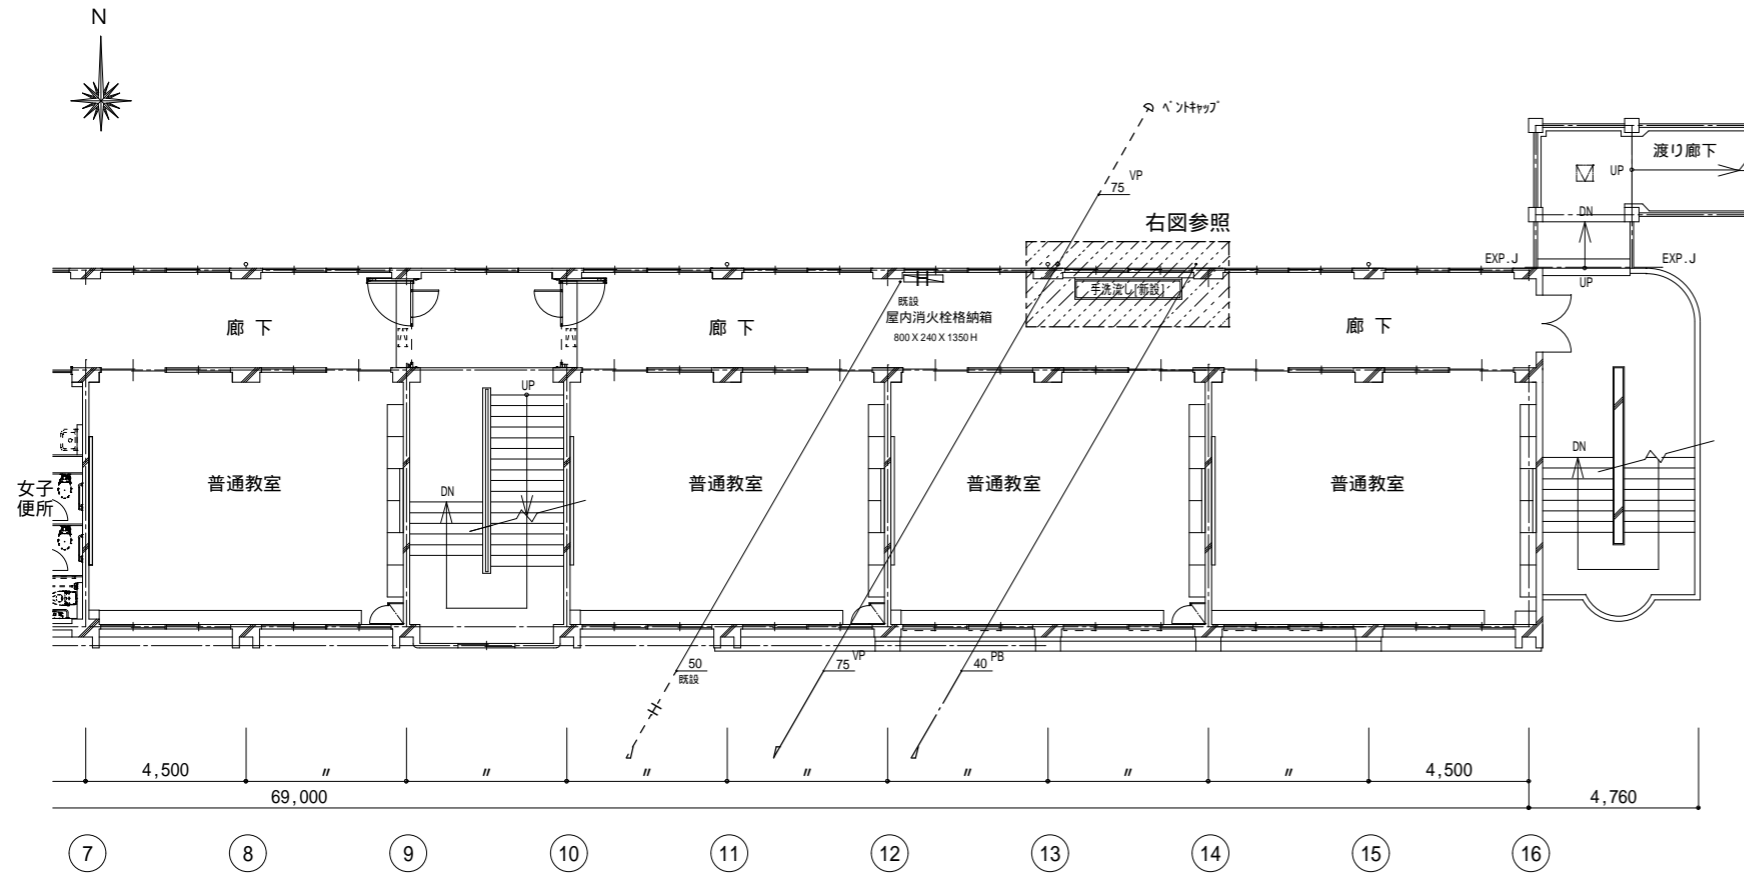 N
ベントキャップ
75 VP
右図参照
渡り廊下
UP
DN
EXP.J
EXP.J
UP
手洗流し[新設]
既設
屋内消火栓格納箱
800X240X1350H
廊 下
廊 下
廊 下
UP
DN
DN
女子
便所
普通教室
普通教室
普通教室
普通教室
50
既設
75 VP
40 PB
4,500
〃
〃
〃
〃
〃
〃
〃
4,500
69,000
4,760
7
8
9
10
11
12
13
14
15
16